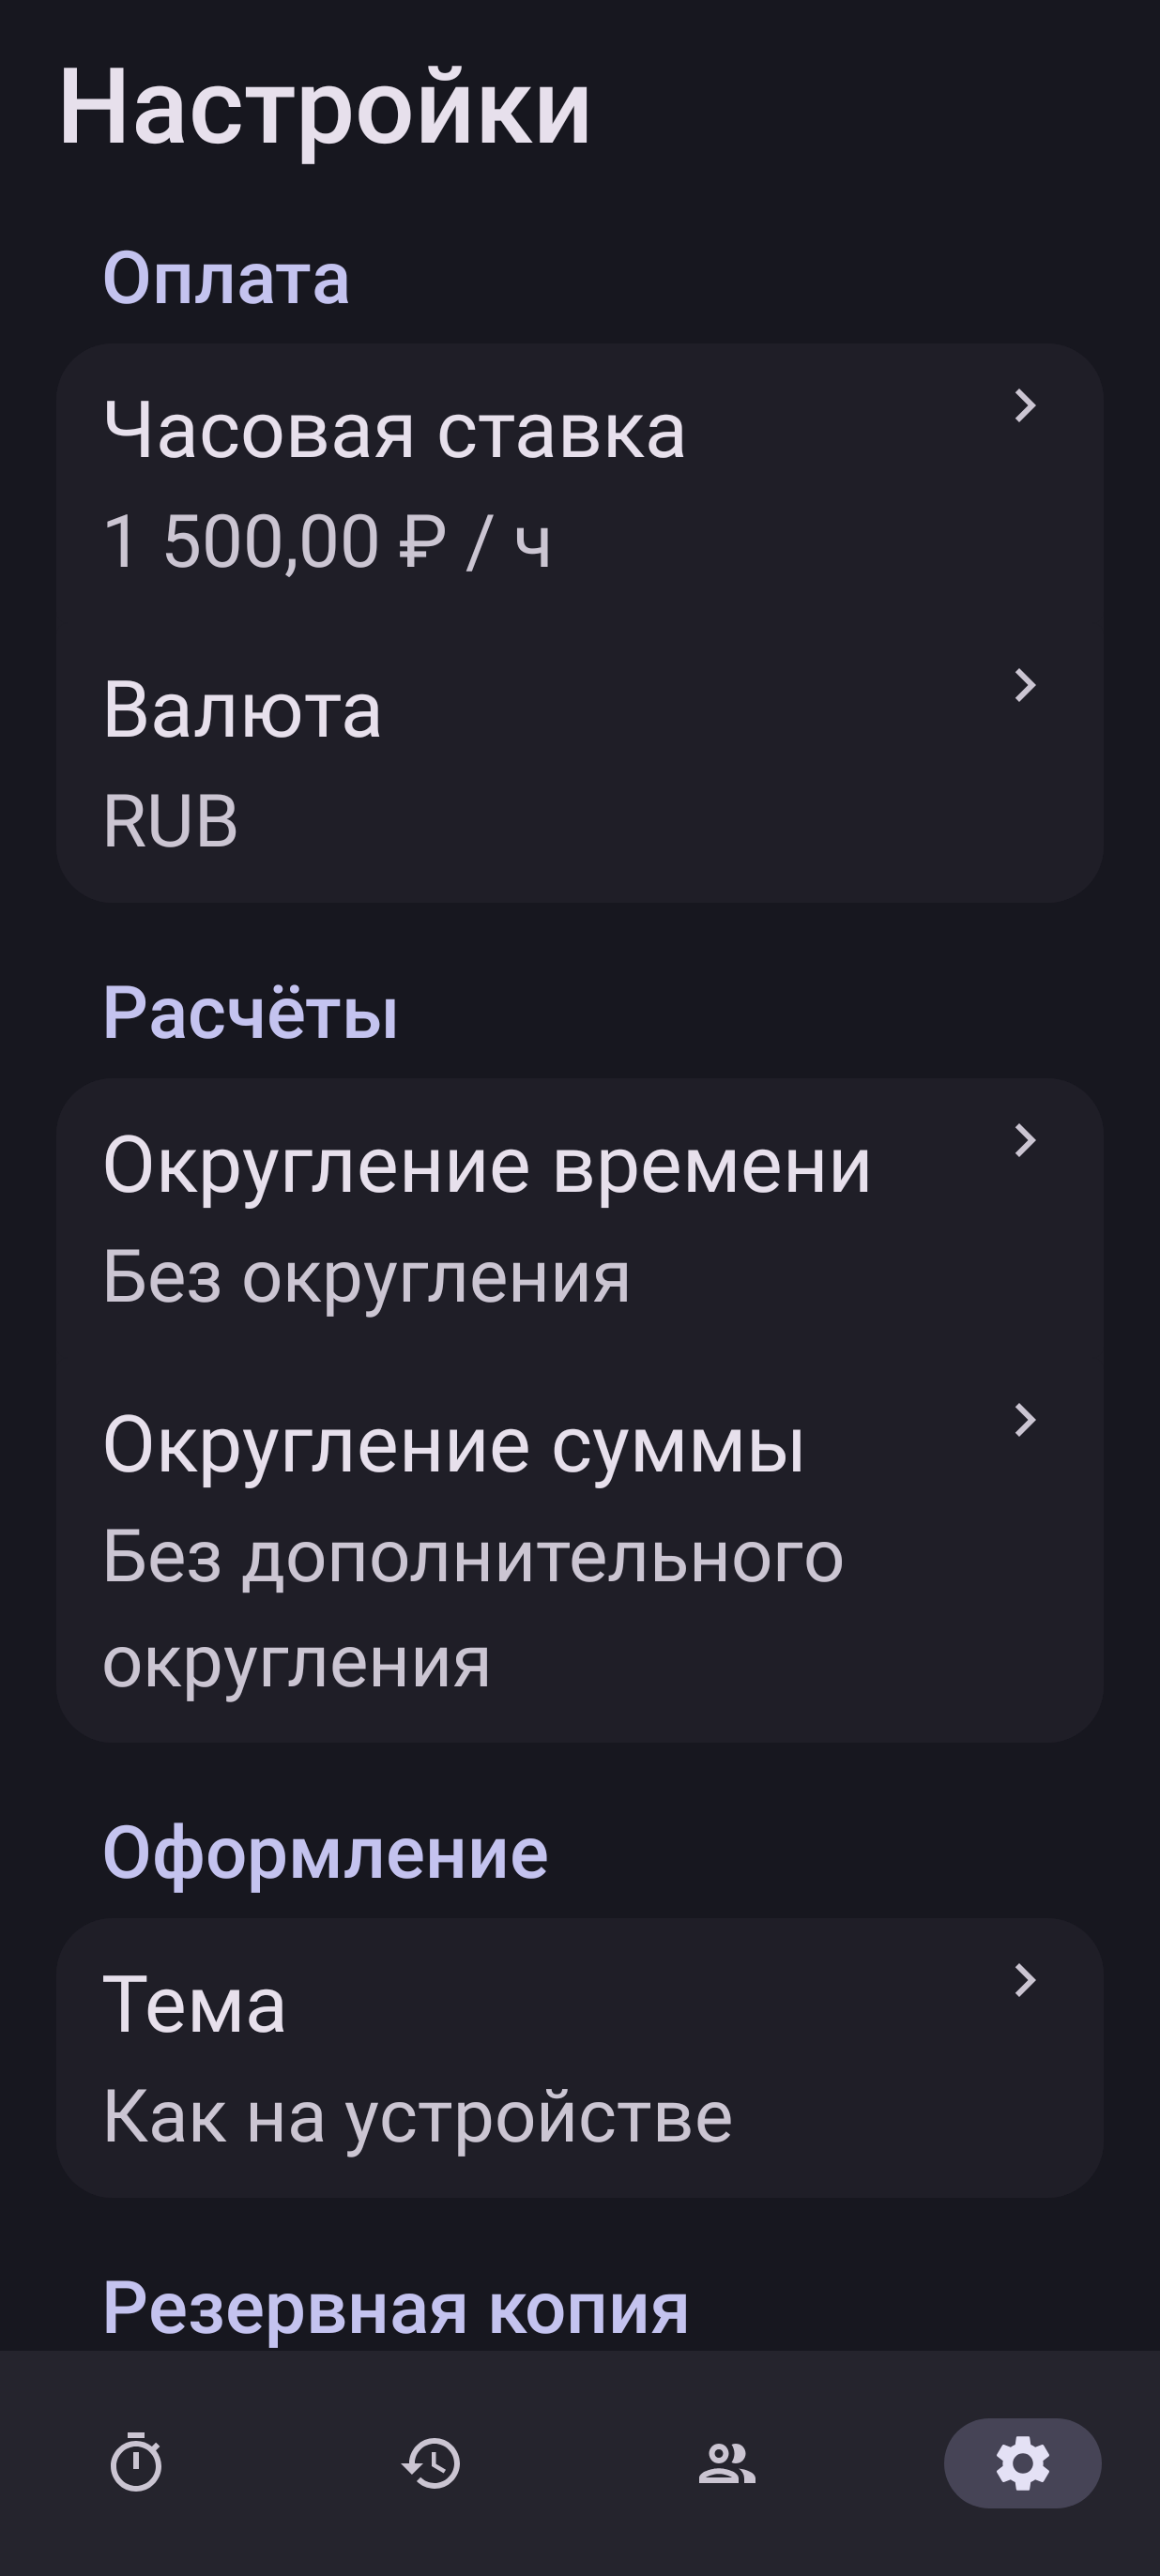 Настройки
Оплата
Часовая ставка
1 500,00 ₽ / ч
Валюта
RUB
Расчёты
Округление времени
Без округления
Округление суммы
Без дополнительного
округления
Оформление
Тема
Как на устройстве
Резервная копия